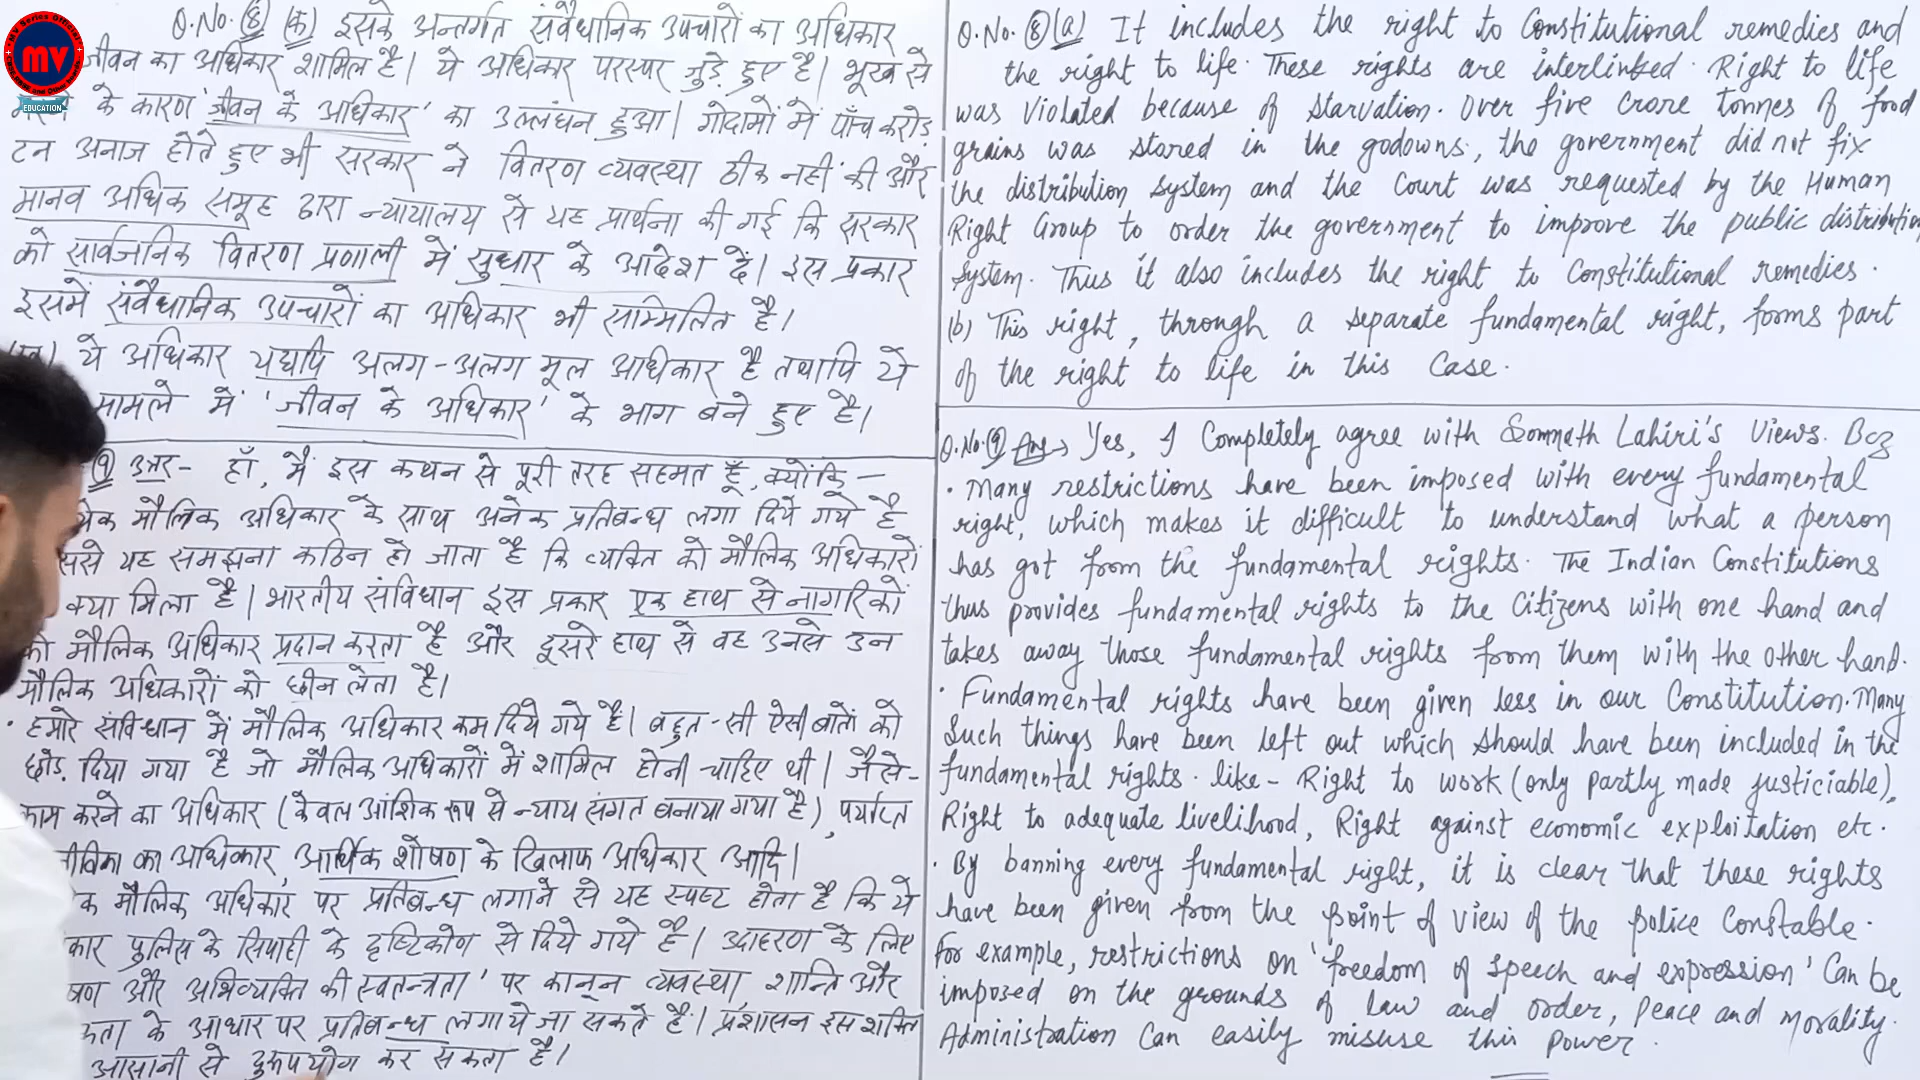 MV Series Official
mv
EDUCATION
Q.No. (8) (क) इसके अन्तर्गत संवैधानिक उपचारों का अधिकार
जीवन का अधिकार शामिल है। ये अधिकार परस्पर जुड़े हुए है। भूख से
के कारण 'जीवन के अधिकार' का उल्लंघन हुआ। गोदामों में पाँच करोड़
टन अनाज होते हुए भी सरकार ने वितरण व्यवस्था ठीक नहीं की और
मानव अधिक समूह द्वारा न्यायालय से यह प्रार्थना की गई कि सरकार
को सार्वजनिक वितरण प्रणाली में सुधार के आदेश दें। इस प्रकार
इसमें संवैधानिक उपचारों का अधिकार भी सम्मिलित है।
ये अधिकार यद्यपि अलग-अलग मूल अधिकार है तथापि ये
मामले में 'जीवन के अधिकार' के भाग बने हुए है।
(9) उत्तर- हाँ, मैं इस कथन से पूरी तरह सहमत हूँ, क्योंकि-
मौलिक अधिकार के साथ अनेक प्रतिबन्ध लगा दिये गये है
यह समझना कठिन हो जाता है कि व्यक्ति को मौलिक अधिकारों
क्या मिला है। भारतीय संविधान इस प्रकार एक हाथ से नागरिकों
को मौलिक अधिकार प्रदान करता है और दूसरे हाथ से वह उनसे उन
मौलिक अधिकारों को छीन लेता है।
• हमारे संविधान में मौलिक अधिकार कम दिये गये है। बहुत-सी ऐसी बातों को
छोड़ दिया गया है जो मौलिक अधिकारों में शामिल होनी चाहिए थी। जैसे-
काम करने का अधिकार (केवल आंशिक रूप से न्याय संगत बनाया गया है), पर्याप्त
का अधिकार, आर्थिक शोषण के खिलाफ अधिकार आदि।
मौलिक अधिकार पर प्रतिबन्ध लगाने से यह स्पष्ट होता है कि ये
पुलिस के सिपाही के दृष्टिकोण से दिये गये है। उदाहरण के लिए
और अभिव्यक्ति की स्वतन्त्रता' पर कानून व्यवस्था, शान्ति और
के आधार पर प्रतिबन्ध लगाये जा सकते हैं। प्रशासन इस शक्ति
आसानी से दुरूपयोग कर सकता है।
Q.No. (8) (a) It includes the right to Constitutional remedies and
the right to life. These rights are interlinked. Right to life
was violated because of starvation. Over five crore tonnes of food
grains was stored in the godowns, the government did not fix
the distribution system and the Court was requested by the Human
Right Group to order the government to improve the public distribution
system. Thus it also includes the right to Constitutional remedies.
(b) This right, through a separate fundamental right, forms part
of the right to life in this Case.
Q.No.(9) Ans→ Yes, I Completely agree with Somnath Lahiri's Views. Bcz
• Many restrictions have been imposed with every fundamental
right, which makes it difficult to understand what a person
has got from the fundamental rights. The Indian Constitutions
thus provides fundamental rights to the Citizens with one hand and
takes away those fundamental rights from them with the other hand.
• Fundamental rights have been given less in our Constitution. Many
Such things have been left out which should have been included in the
fundamental rights. like- Right to work (only partly made justiciable),
Right to adequate livelihood, Right against economic exploitation etc.
• By banning every fundamental right, it is clear that these rights
have been given from the point of view of the police Constable.
For example, restrictions on 'freedom of speech and expression' Can be
imposed on the grounds of law and order, peace and morality.
Administration Can easily misuse this power.